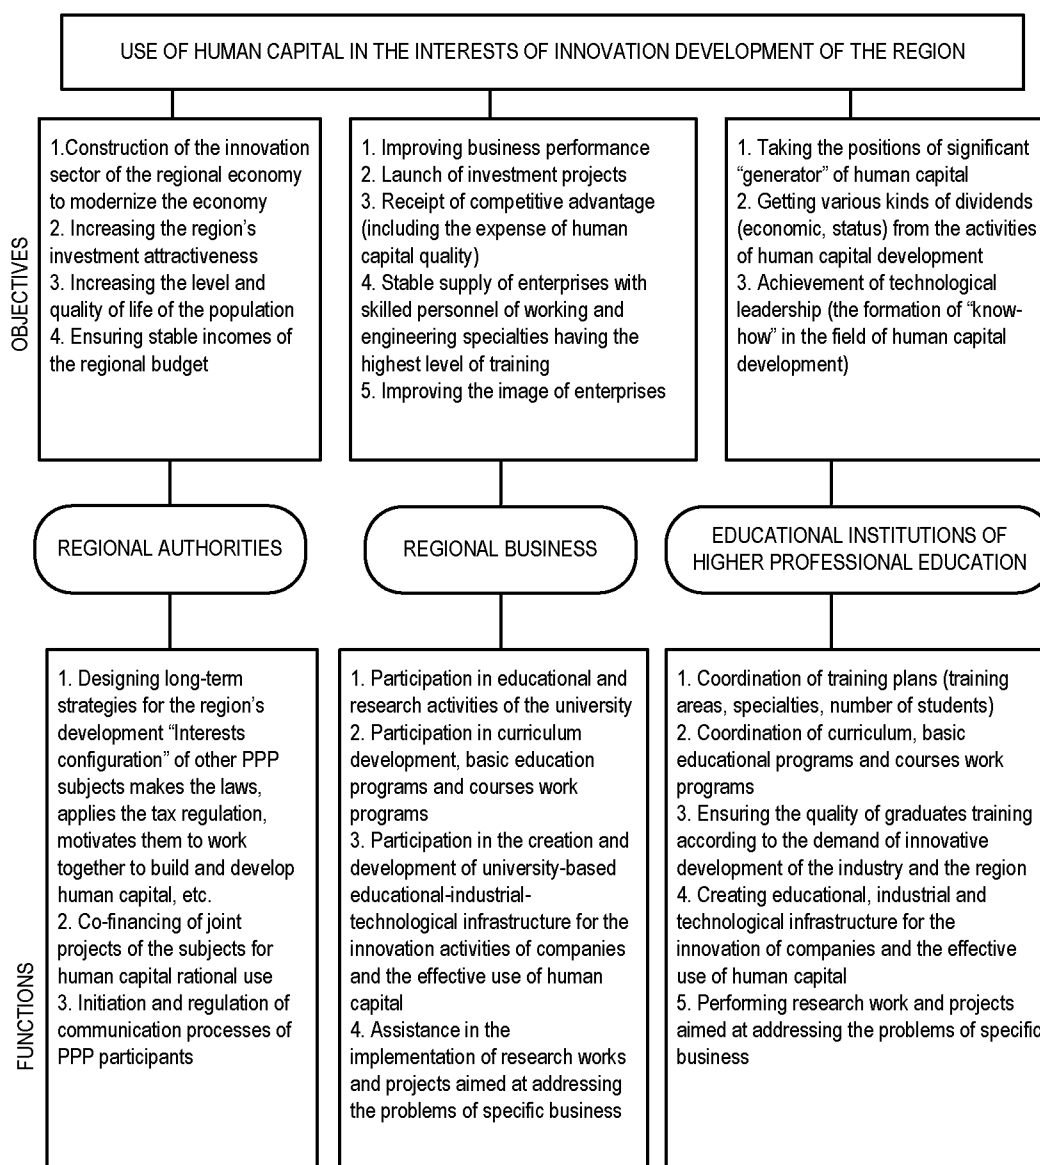 USE OF HUMAN CAPITAL IN THE INTERESTS OF INNOVATION DEVELOPMENT OF THE REGION
OBJECTIVES
1.Construction of the innovation
sector of the regional economy
to modernize the economy
2. Increasing the region's
investment attractiveness
3. Increasing the level and
quality of life of the population
4. Ensuring stable incomes of
the regional budget
1. Improving business performance
2. Launch of investment projects
3. Receipt of competitive advantage
(including the expense of human
capital quality)
4. Stable supply of enterprises with
skilled personnel of working and
engineering specialties having the
highest level of training
5. Improving the image of enterprises
1. Taking the positions of significant
“generator” of human capital
2. Getting various kinds of dividends
(economic, status) from the activities
of human capital development
3. Achievement of technological
leadership (the formation of “know-
how” in the field of human capital
development)
REGIONAL AUTHORITIES
REGIONAL BUSINESS
EDUCATIONAL INSTITUTIONS OF
HIGHER PROFESSIONAL EDUCATION
FUNCTIONS
1. Designing long-term
strategies for the region's
development “Interests
configuration” of other PPP
subjects makes the laws,
applies the tax regulation,
motivates them to work
together to build and develop
human capital, etc.
2. Co-financing of joint
projects of the subjects for
human capital rational use
3. Initiation and regulation of
communication processes of
PPP participants
1. Participation in educational and
research activities of the university
2. Participation in curriculum
development, basic education
programs and courses work
programs
3. Participation in the creation and
development of university-based
educational-industrial-
technological infrastructure for the
innovation activities of companies
and the effective use of human
capital
4. Assistance in the
implementation of research works
and projects aimed at addressing
the problems of specific business
1. Coordination of training plans (training
areas, specialties, number of students)
2. Coordination of curriculum, basic
educational programs and courses work
programs
3. Ensuring the quality of graduates training
according to the demand of innovative
development of the industry and the region
4. Creating educational, industrial and
technological infrastructure for the
innovation of companies and the effective
use of human capital
5. Performing research work and projects
aimed at addressing the problems of specific
business